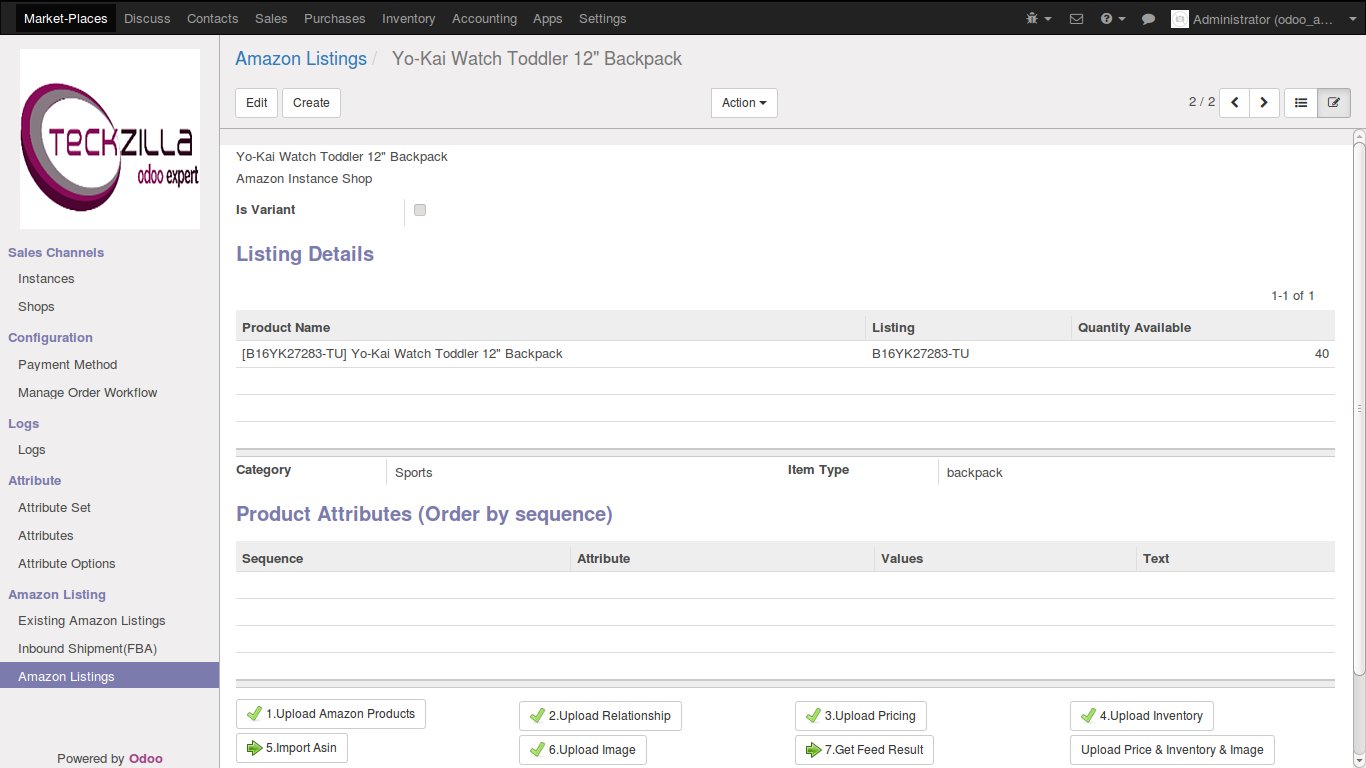 Market-Places Discuss Contacts Sales Purchases Inventory Accounting Apps Settings Administrator (odoo_a...
TECKZILLA
odoo expert
Sales Channels
Instances
Shops
Configuration
Payment Method
Manage Order Workflow
Logs
Logs
Attribute
Attribute Set
Attributes
Attribute Options
Amazon Listing
Existing Amazon Listings
Inbound Shipment(FBA)
Amazon Listings
Powered by Odoo
Amazon Listings / Yo-Kai Watch Toddler 12" Backpack
Edit Create Action 2 / 2
Yo-Kai Watch Toddler 12" Backpack
Amazon Instance Shop
Is Variant
Listing Details
1-1 of 1
Product Name Listing Quantity Available
[B16YK27283-TU] Yo-Kai Watch Toddler 12" Backpack B16YK27283-TU 40
Category Sports Item Type backpack
Product Attributes (Order by sequence)
Sequence Attribute Values Text
1.Upload Amazon Products 2.Upload Relationship 3.Upload Pricing 4.Upload Inventory
5.Import Asin 6.Upload Image 7.Get Feed Result Upload Price & Inventory & Image